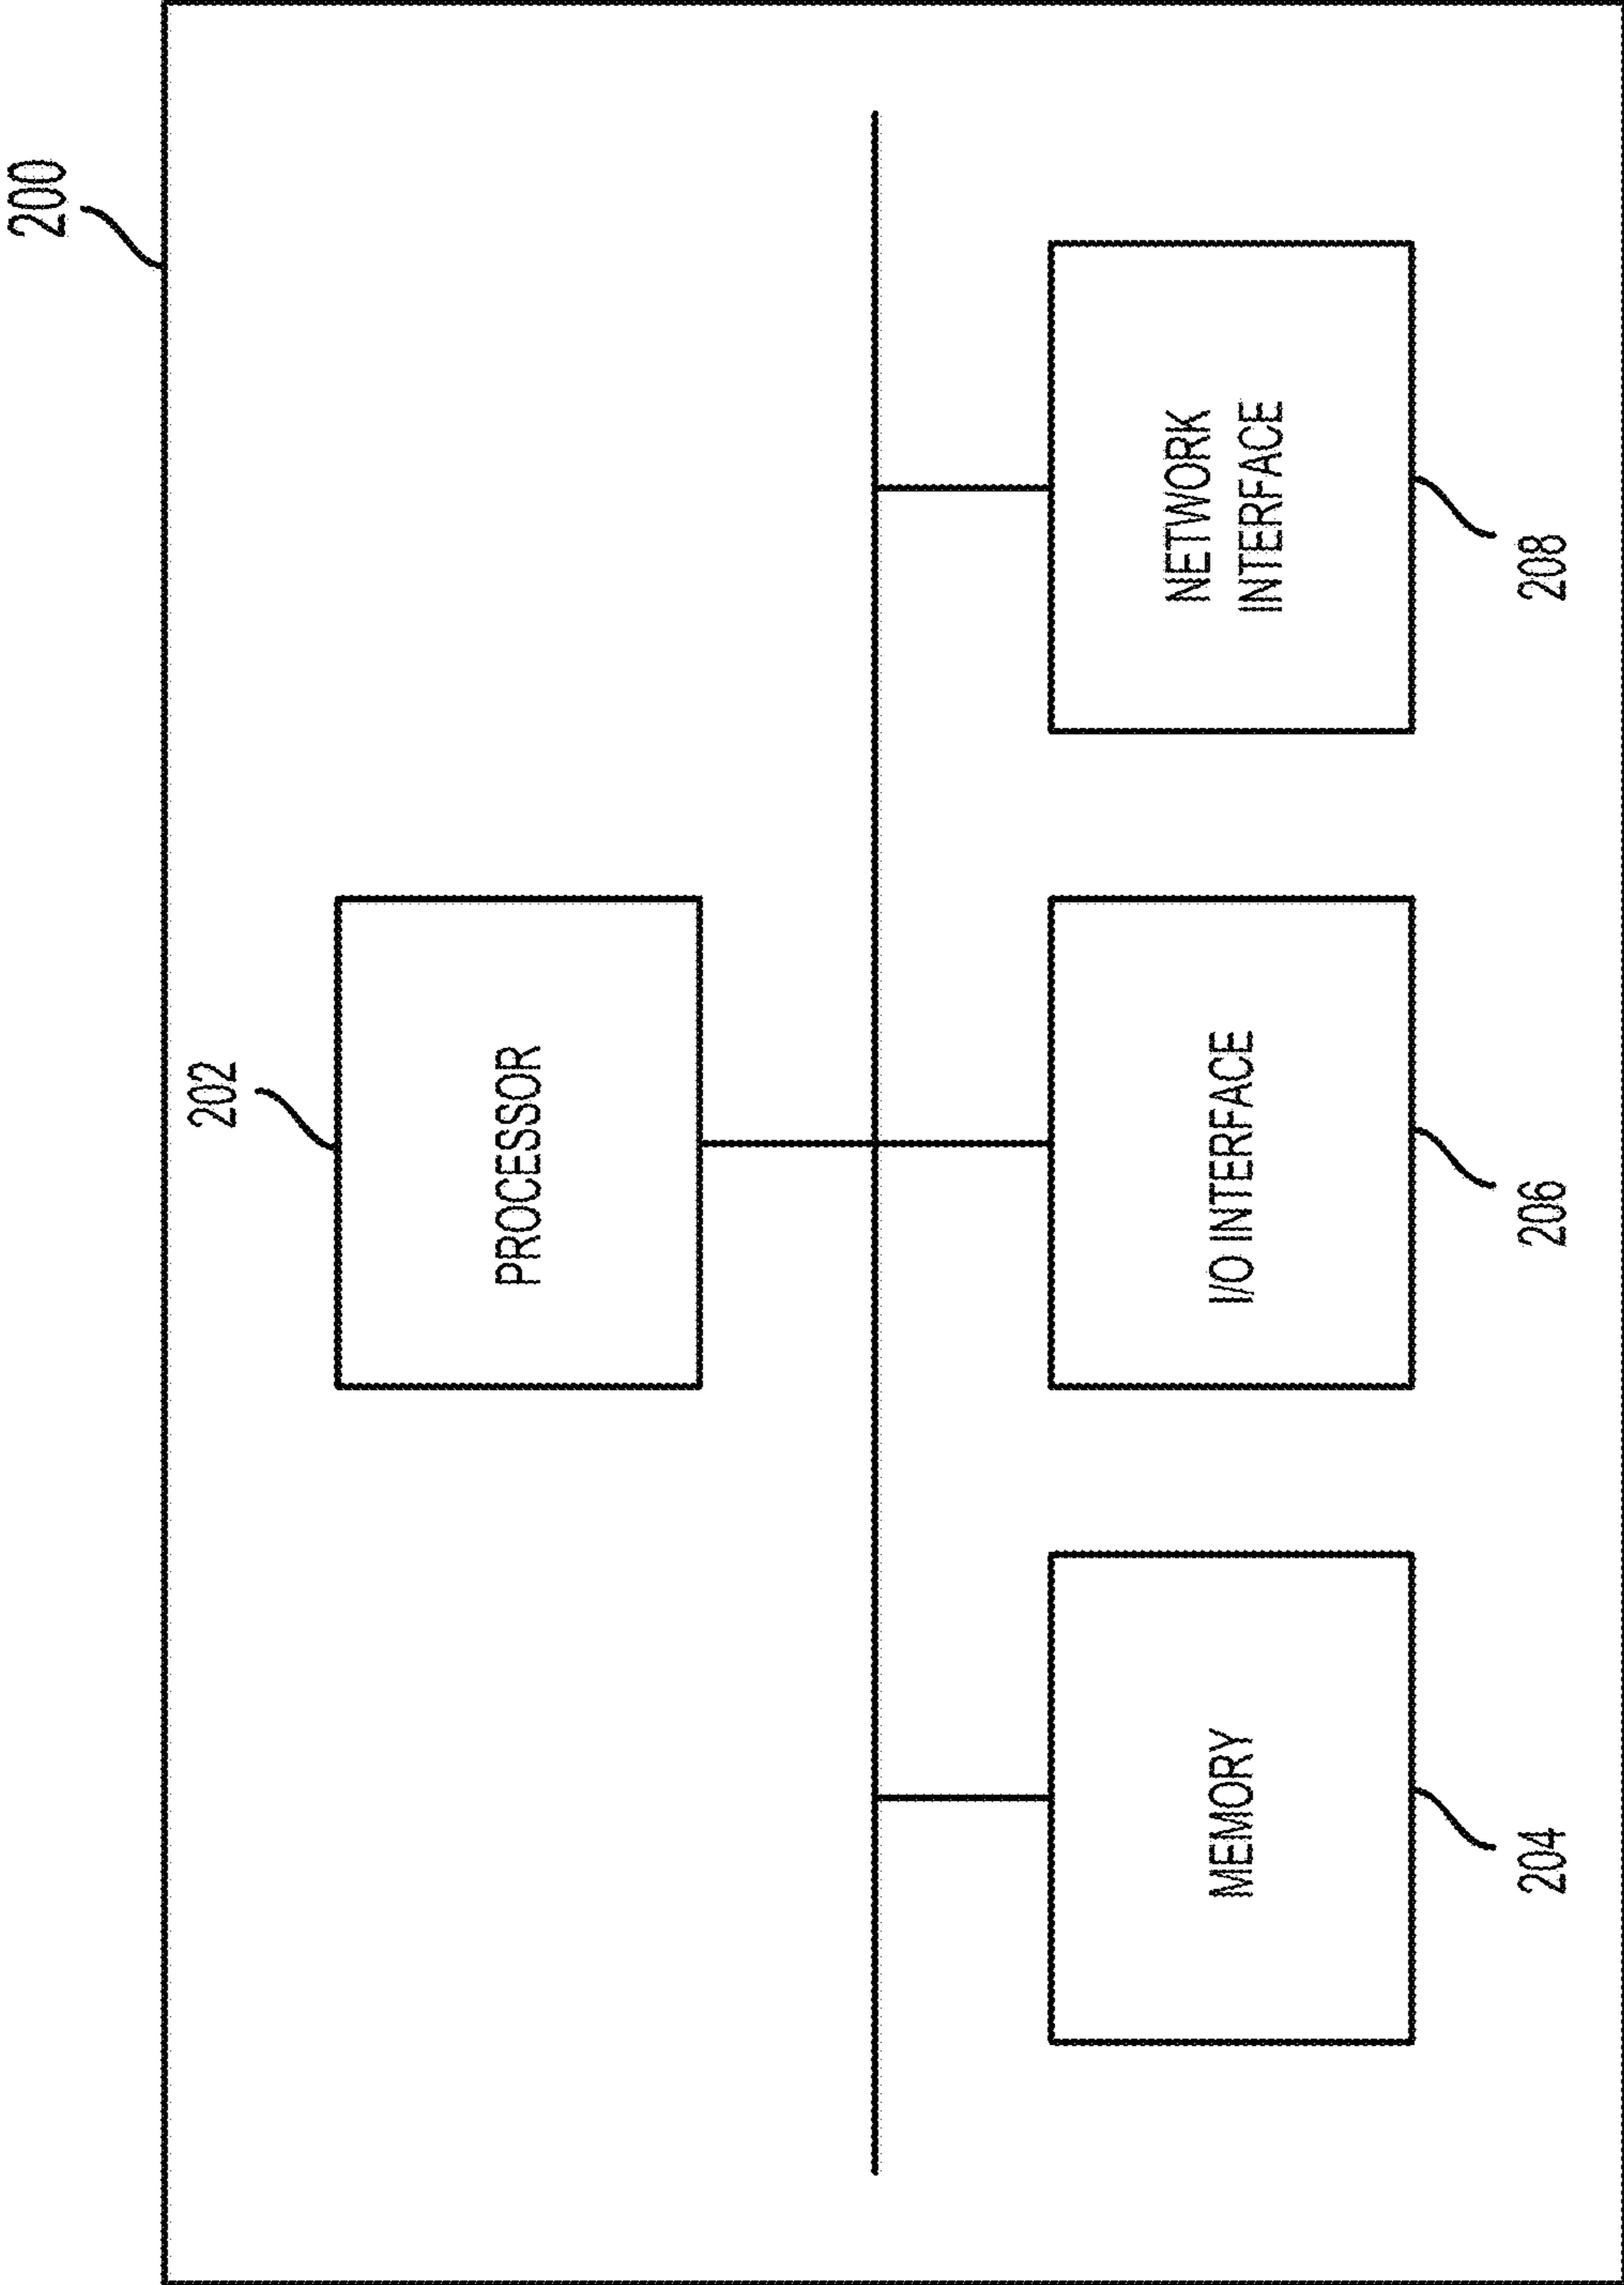 200
202
PROCESSOR
MEMORY
I/O INTERFACE
NETWORK
INTERFACE
204
206
208